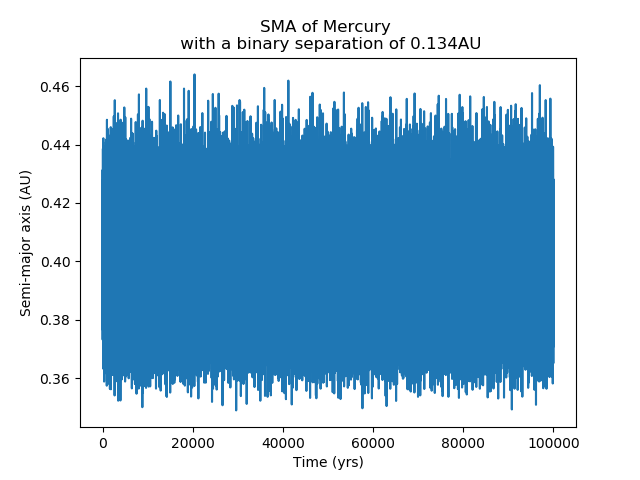 SMA of Mercury
with a binary separation of 0.134AU
Semi-major axis (AU)
0.46
0.44
0.42
0.40
0.38
0.36
0 20000 40000 60000 80000 100000
Time (yrs)